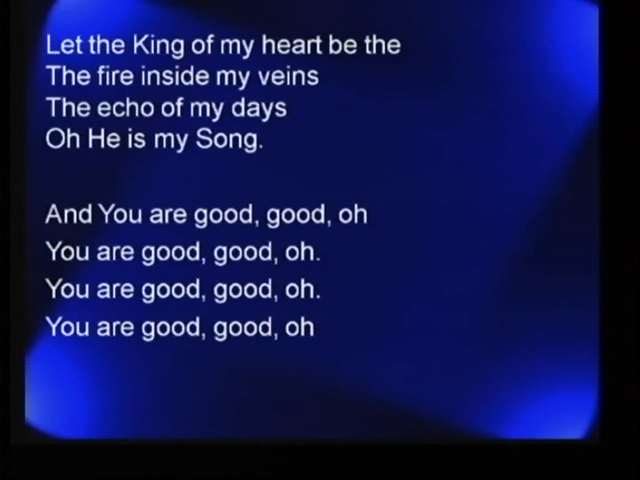 Let the King of my heart be the
The fire inside my veins
The echo of my days
Oh He is my Song.
And You are good, good, oh
You are good, good, oh.
You are good, good, oh.
You are good, good, oh